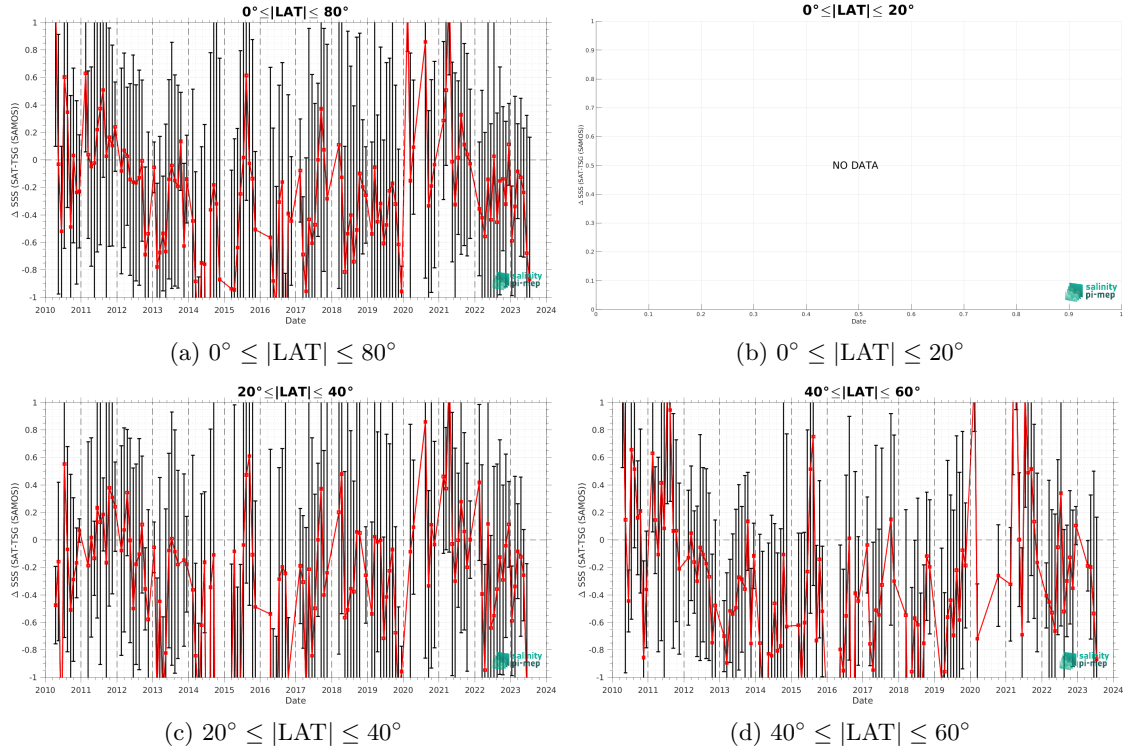 0°≤|LAT|≤ 80°
Δ SSS (SAT-TSG (SAMOS))
1
0.8
0.6
0.4
0.2
0
-0.2
-0.4
-0.6
-0.8
-1
2010 2011 2012 2013 2014 2015 2016 2017 2018 2019 2020 2021 2022 2023 2024
Date
salinity
pi-mep
(a) 0° ≤ |LAT| ≤ 80°
0°≤|LAT|≤ 20°
Δ SSS (SAT-TSG (SAMOS))
1
0.9
0.8
0.7
0.6
0.5
0.4
0.3
0.2
0.1
0
NO DATA
0 0.1 0.2 0.3 0.4 0.5 0.6 0.7 0.8 0.9 1
Date
salinity
pi-mep
(b) 0° ≤ |LAT| ≤ 20°
20°≤|LAT|≤ 40°
Δ SSS (SAT-TSG (SAMOS))
1
0.8
0.6
0.4
0.2
0
-0.2
-0.4
-0.6
-0.8
-1
2010 2011 2012 2013 2014 2015 2016 2017 2018 2019 2020 2021 2022 2023 2024
Date
salinity
pi-mep
(c) 20° ≤ |LAT| ≤ 40°
40°≤|LAT|≤ 60°
Δ SSS (SAT-TSG (SAMOS))
1
0.8
0.6
0.4
0.2
0
-0.2
-0.4
-0.6
-0.8
-1
2010 2011 2012 2013 2014 2015 2016 2017 2018 2019 2020 2021 2022 2023 2024
Date
salinity
pi-mep
(d) 40° ≤ |LAT| ≤ 60°